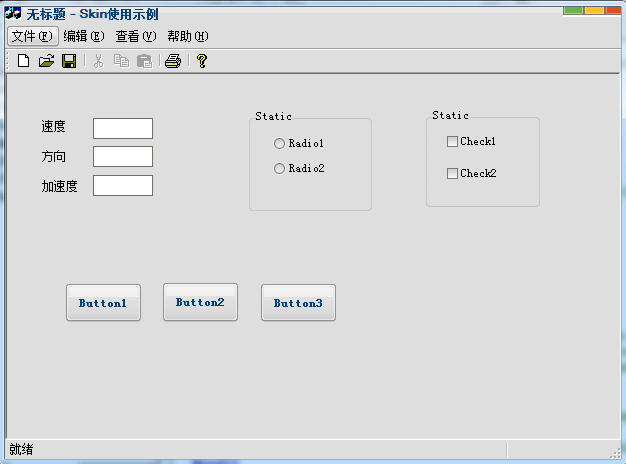 无标题 - Skin使用示例
文件(F) 编辑(E) 查看(V) 帮助(H)
速度
方向
加速度
Static
Radio1
Radio2
Static
Check1
Check2
Button1 Button2 Button3
就绪